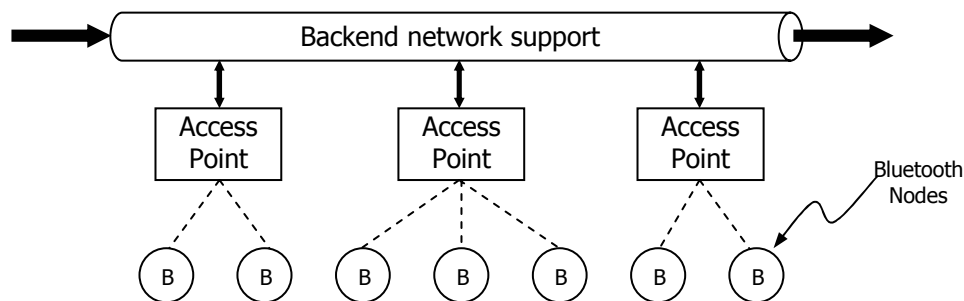 Backend network support
Access
Point
Access
Point
Access
Point
Bluetooth
Nodes
B
B
B
B
B
B
B